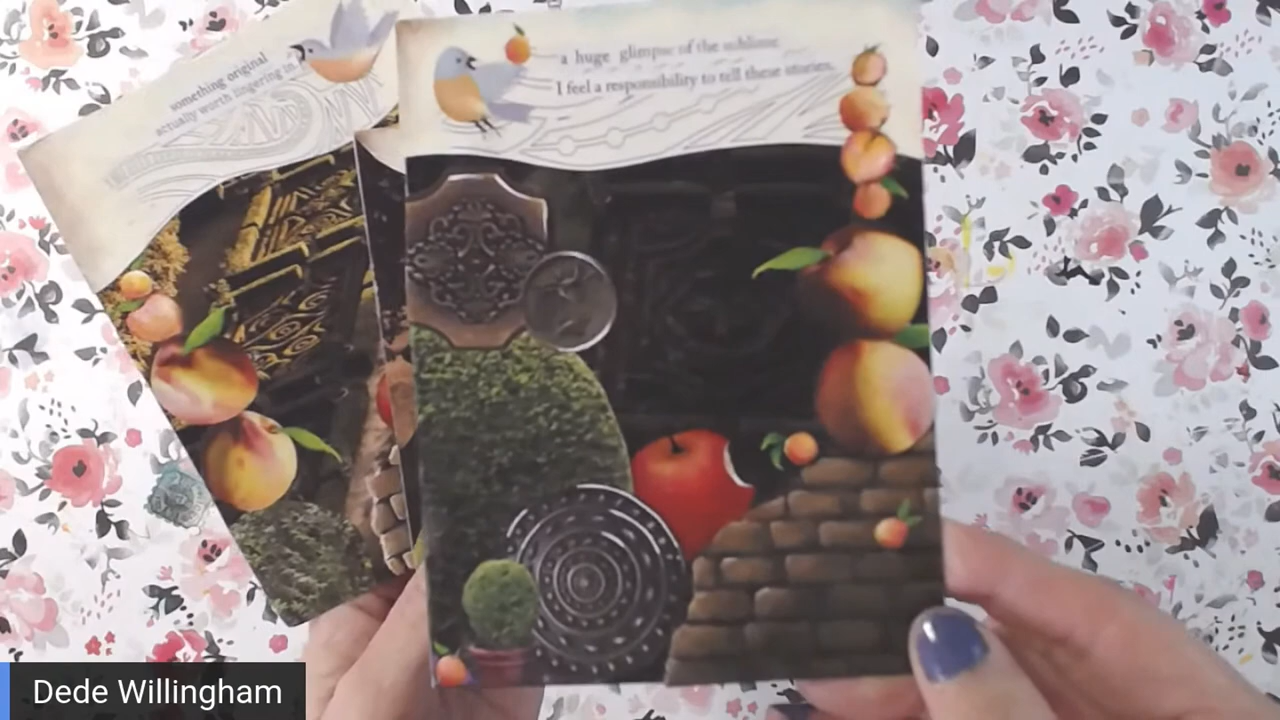 something original
actually worth lingering in
a huge glimpse of the sublime
I feel a responsibility to tell these stories.
Dede Willingham